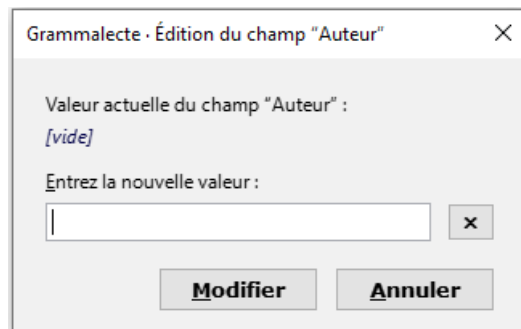 Grammalecte · Édition du champ “Auteur”
Valeur actuelle du champ “Auteur” :
[vide]
Entrez la nouvelle valeur :
Modifier Annuler